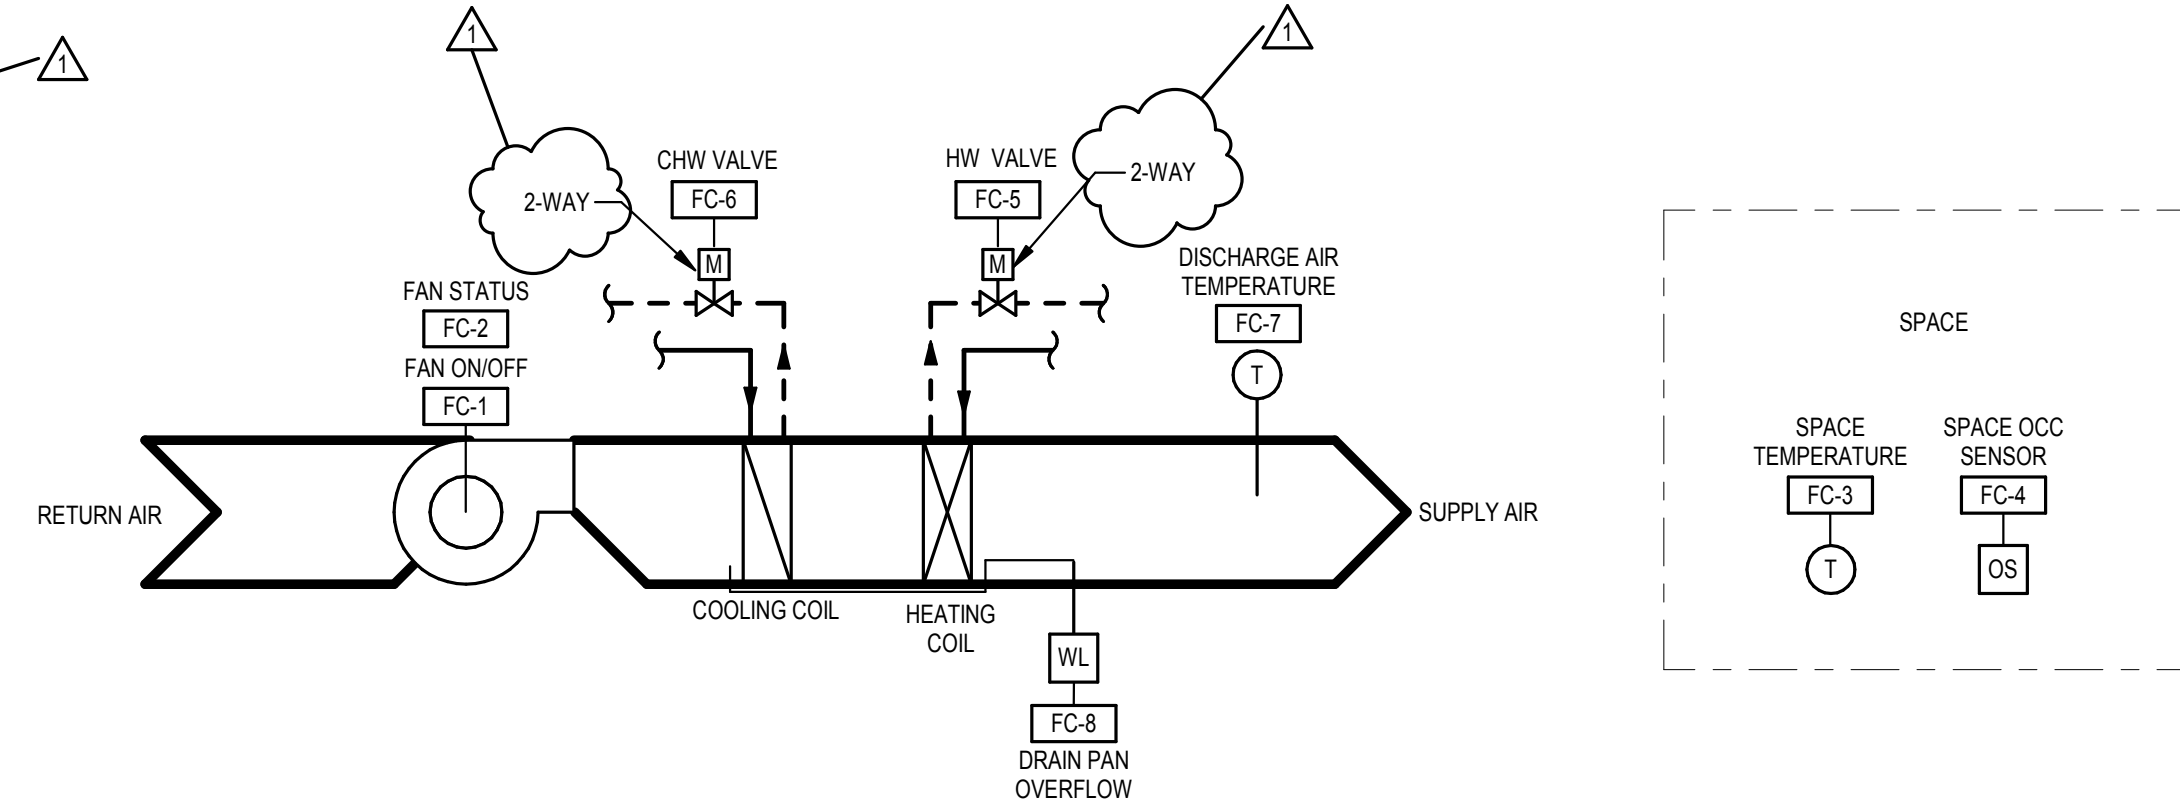 1
1
1
CHW VALVE
FC-6
2-WAY
M
HW  VALVE
FC-5
2-WAY
M
DISCHARGE AIR
TEMPERATURE
FC-7
T
FAN STATUS
FC-2
FAN ON/OFF
FC-1
RETURN AIR
SUPPLY AIR
COOLING COIL
HEATING
COIL
WL
FC-8
DRAIN PAN
OVERFLOW
SPACE
SPACE
TEMPERATURE
FC-3
T
SPACE OCC
SENSOR
FC-4
OS